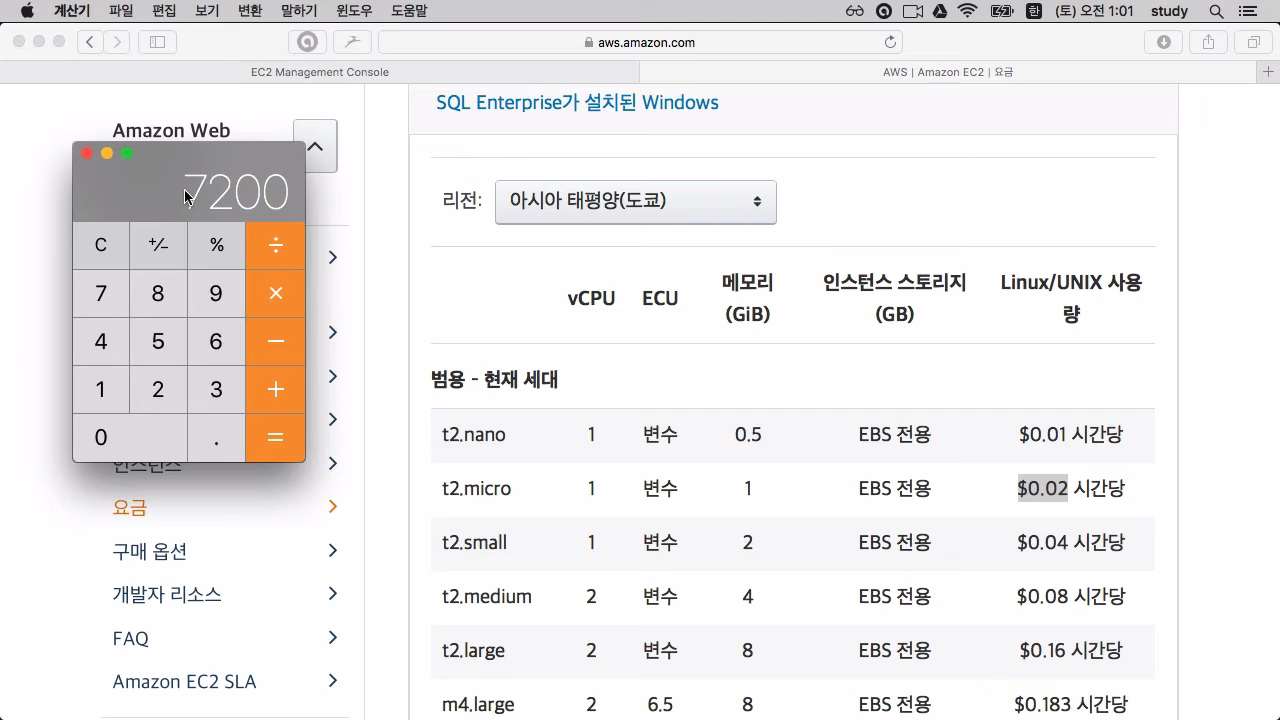 계산기 파일 편집 보기 변환 말하기 윈도우 도움말 한 (토) 오전 1:01 study
aws.amazon.com
EC2 Management Console AWS | Amazon EC2 | 요금
SQL Enterprise가 설치된 Windows
Amazon Web
7200
C +/− % ÷
7 8 9 ×
4 5 6 −
1 2 3 +
0 . =
인스턴스
요금
구매 옵션
개발자 리소스
FAQ
Amazon EC2 SLA
리전: 아시아 태평양(도쿄)
vCPU ECU 메모리 (GiB) 인스턴스 스토리지 (GB) Linux/UNIX 사용량
범용 - 현재 세대
t2.nano 1 변수 0.5 EBS 전용 $0.01 시간당
t2.micro 1 변수 1 EBS 전용 $0.02 시간당
t2.small 1 변수 2 EBS 전용 $0.04 시간당
t2.medium 2 변수 4 EBS 전용 $0.08 시간당
t2.large 2 변수 8 EBS 전용 $0.16 시간당
m4.large 2 6.5 8 EBS 전용 $0.183 시간당